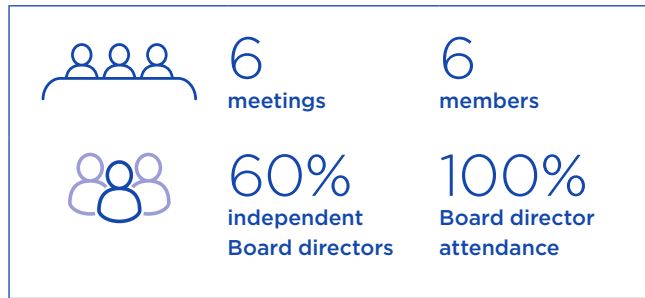 6
meetings
6
members
60%
independent
Board directors
100%
Board director
attendance